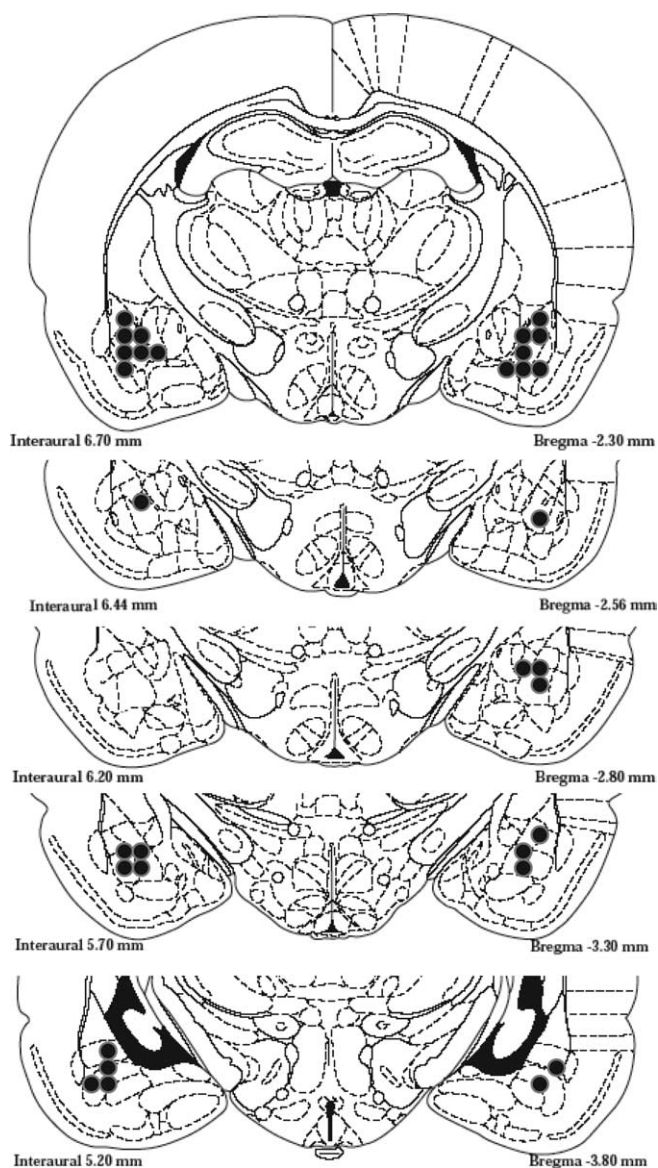 Interaural 6.70 mm Bregma -2.30 mm
Interaural 6.44 mm Bregma -2.56 mm
Interaural 6.20 mm Bregma -2.80 mm
Interaural 5.70 mm Bregma -3.30 mm
Interaural 5.20 mm Bregma -3.80 mm